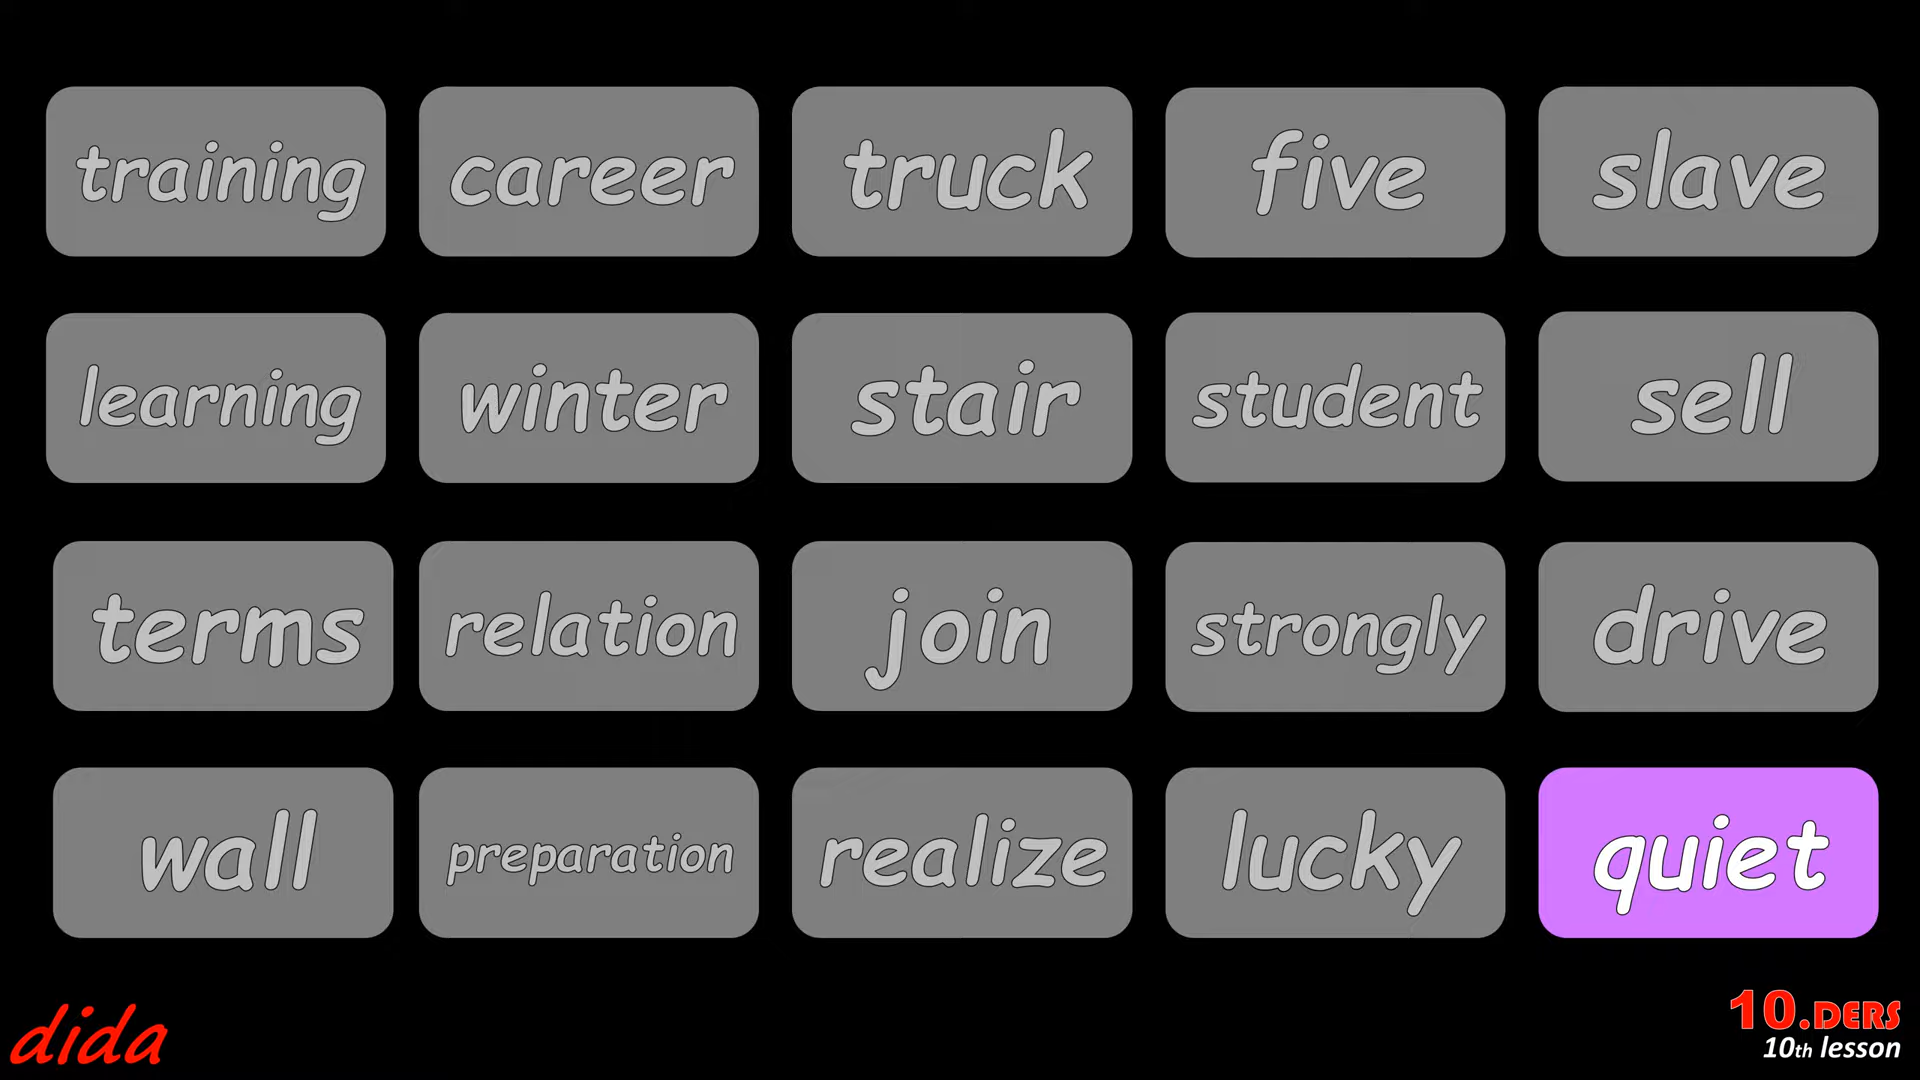 training career truck five slave
learning winter stair student sell
terms relation join strongly drive
wall preparation realize lucky quiet
dida
10.DERS
10th lesson